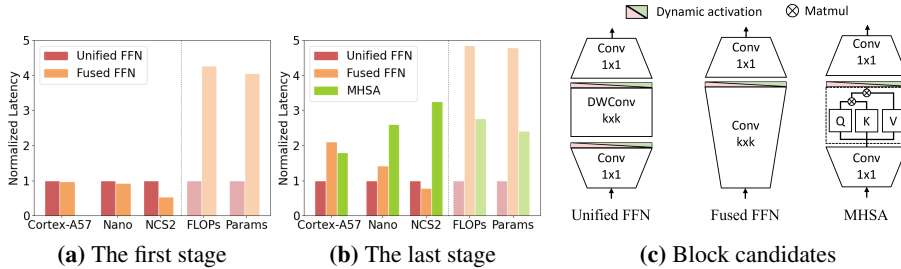 Normalized Latency
5
4
3
2
1
0
Unified FFN
Fused FFN
Cortex-A57 Nano NCS2 FLOPs Params
(a) The first stage
Normalized Latency
5
4
3
2
1
0
Unified FFN
Fused FFN
MHSA
Cortex-A57 Nano NCS2 FLOPs Params
(b) The last stage
Dynamic activation Matmul
Conv
1x1
DWConv
kxk
Conv
1x1
Unified FFN
Conv
1x1
Conv
kxk
Fused FFN
Conv
1x1
Q K V
Conv
1x1
MHSA
(c) Block candidates